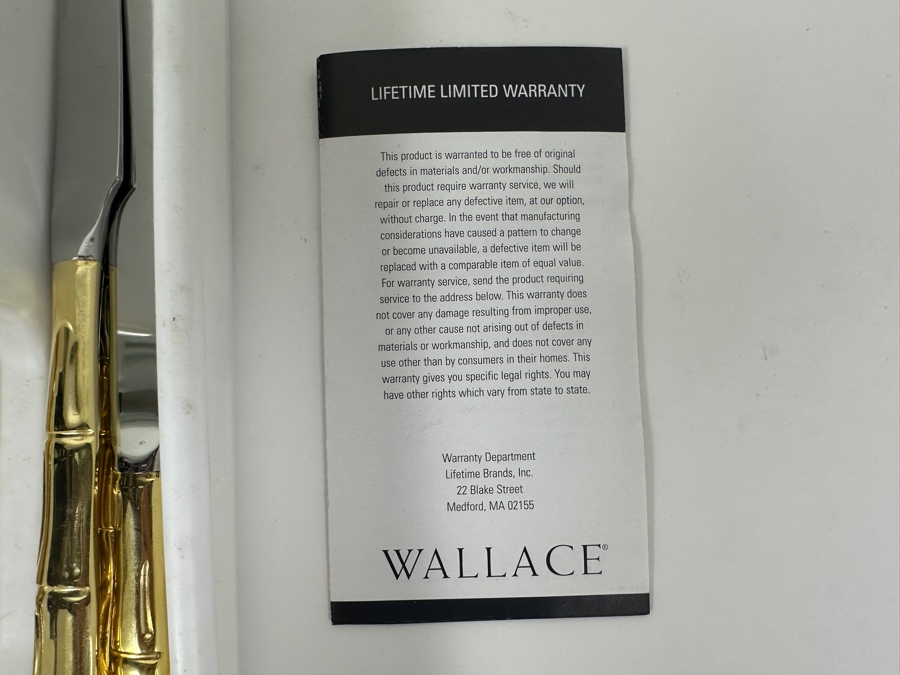 LIFETIME LIMITED WARRANTY
This product is warranted to be free of original
defects in materials and/or workmanship. Should
this product require warranty service, we will
repair or replace any defective item, at our option,
without charge. In the event that manufacturing
considerations have caused a pattern to change
or become unavailable, a defective item will be
replaced with a comparable item of equal value.
For warranty service, send the product requiring
service to the address below. This warranty does
not cover any damage resulting from improper use,
or any other cause not arising out of defects in
materials or workmanship, and does not cover any
use other than by consumers in their homes. This
warranty gives you specific legal rights. You may
have other rights which vary from state to state.
Warranty Department
Lifetime Brands, Inc.
22 Blake Street
Medford, MA 02155
WALLACE®